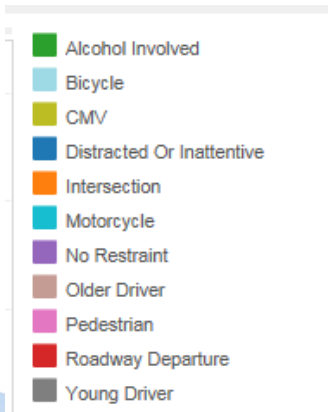 Alcohol Involved
Bicycle
CMV
Distracted Or Inattentive
Intersection
Motorcycle
No Restraint
Older Driver
Pedestrian
Roadway Departure
Young Driver